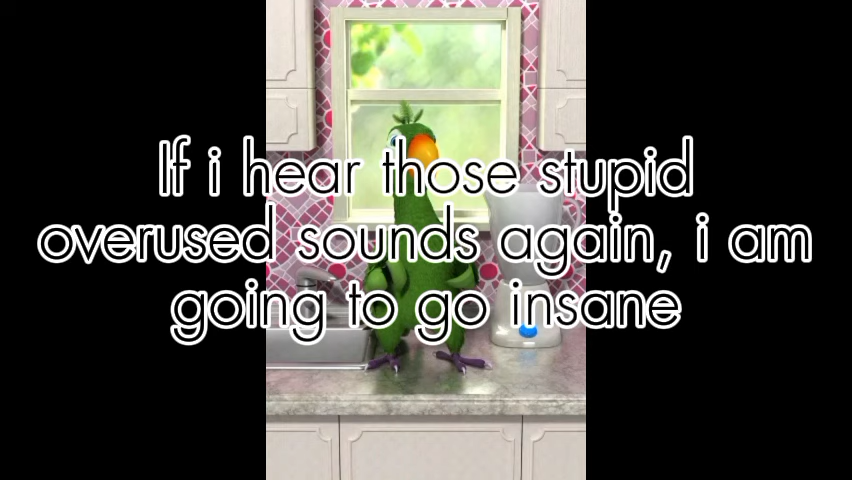 If i hear those stupid
overused sounds again, i am
going to go insane